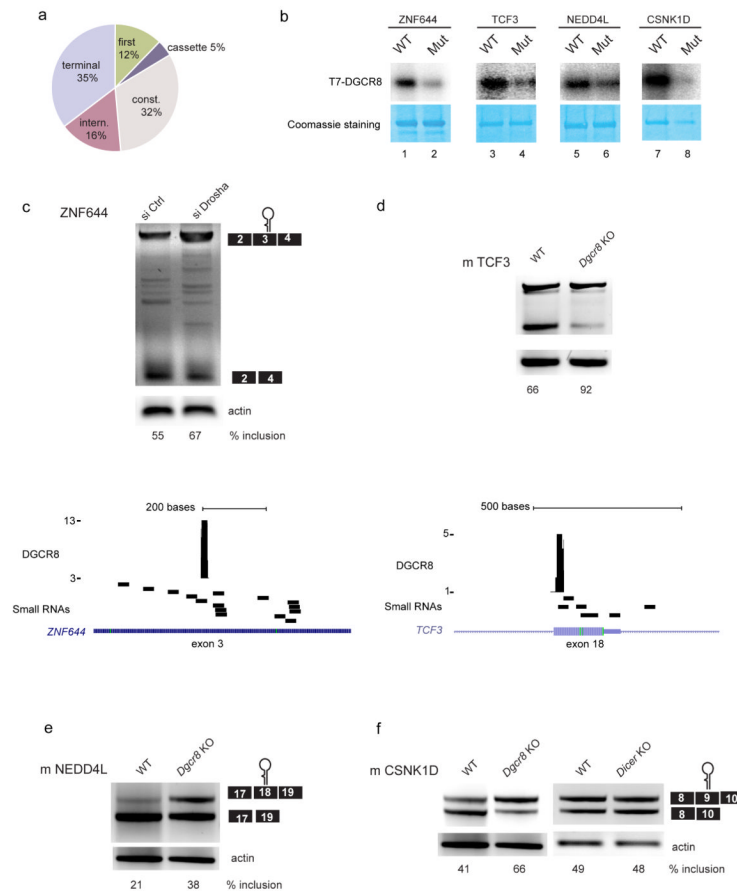 a
first
12%
cassette 5%
terminal
35%
const.
32%
intern.
16%
b
ZNF644 TCF3 NEDD4L CSNK1D
WT Mut WT Mut WT Mut WT Mut
T7-DGCR8
Coomassie staining
1 2 3 4 5 6 7 8
c
ZNF644
si Ctrl si Drosha
2 3 4
2 4
actin
55 67 % inclusion
d
m TCF3
WT Dgcr8 KO
66 92
200 bases
13-
DGCR8
3-
Small RNAs
ZNF644
exon 3
500 bases
5-
DGCR8
1-
Small RNAs
TCF3
exon 18
e
m NEDD4L
WT Dgcr8 KO
17 18 19
17 19
actin
21 38 % inclusion
f
m CSNK1D
WT Dgcr8 KO WT Dicer KO
8 9 10
8 10
actin
41 66 49 48 % inclusion